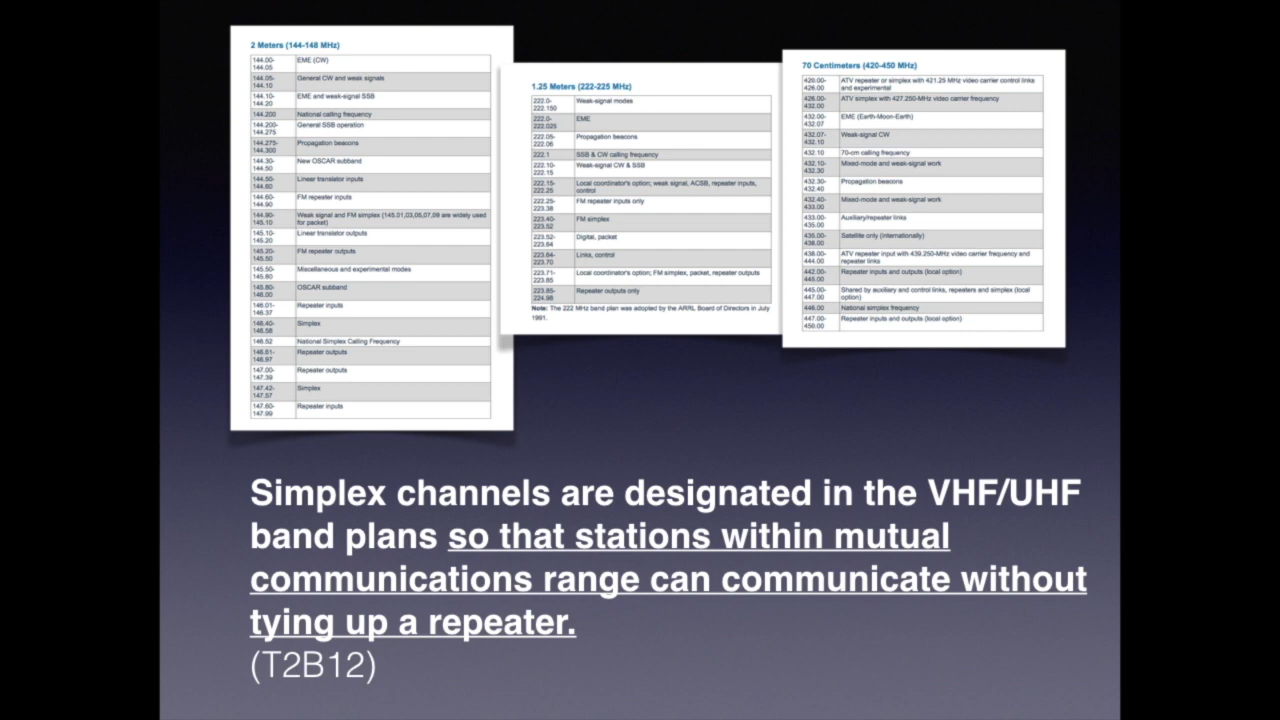 2 Meters (144-148 MHz)
144.00-
144.05
EME (CW)
144.05-
144.10
General CW and weak signals
144.10-
144.20
EME and weak-signal SSB
144.200
National calling frequency
144.200-
144.275
General SSB operation
144.275-
144.300
Propagation beacons
144.30-
144.50
New OSCAR subband
144.50-
144.60
Linear translator inputs
144.60-
144.90
FM repeater inputs
144.90-
145.10
Weak signal and FM simplex (145.01,03,05,07,09 are widely used
for packet)
145.10-
145.20
Linear translator outputs
145.20-
145.50
FM repeater outputs
145.50-
145.80
Miscellaneous and experimental modes
145.80-
146.00
OSCAR subband
146.01-
146.37
Repeater inputs
146.40-
146.58
Simplex
146.52
National Simplex Calling Frequency
146.61-
146.97
Repeater outputs
147.00-
147.39
Repeater outputs
147.42-
147.57
Simplex
147.60-
147.99
Repeater inputs
1.25 Meters (222-225 MHz)
222.0-
222.150
Weak-signal modes
222.0-
222.025
EME
222.05-
222.06
Propagation beacons
222.1
SSB & CW calling frequency
222.10-
222.15
Weak-signal CW & SSB
222.15-
222.25
Local coordinator's option; weak signal, ACSB, repeater inputs,
control
222.25-
223.38
FM repeater inputs only
223.40-
223.52
FM simplex
223.52-
223.64
Digital, packet
223.64-
223.70
Links, control
223.71-
223.85
Local coordinator's option; FM simplex, packet, repeater outputs
223.85-
224.98
Repeater outputs only
Note: The 222 MHz band plan was adopted by the ARRL Board of Directors in July
1991.
70 Centimeters (420-450 MHz)
420.00-
426.00
ATV repeater or simplex with 421.25 MHz video carrier control links
and experimental
426.00-
432.00
ATV simplex with 427.250-MHz video carrier frequency
432.00-
432.07
EME (Earth-Moon-Earth)
432.07-
432.10
Weak-signal CW
432.10
70-cm calling frequency
432.10-
432.30
Mixed-mode and weak-signal work
432.30-
432.40
Propagation beacons
432.40-
433.00
Mixed-mode and weak-signal work
433.00-
435.00
Auxiliary/repeater links
435.00-
438.00
Satellite only (internationally)
438.00-
444.00
ATV repeater input with 439.250-MHz video carrier frequency and
repeater links
442.00-
445.00
Repeater inputs and outputs (local option)
445.00-
447.00
Shared by auxiliary and control links, repeaters and simplex (local
option)
446.00
National simplex frequency
447.00-
450.00
Repeater inputs and outputs (local option)
Simplex channels are designated in the VHF/UHF
band plans so that stations within mutual
communications range can communicate without
tying up a repeater.
(T2B12)